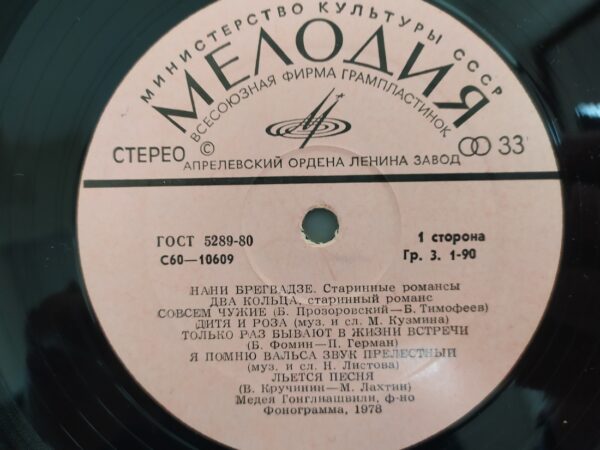 МИНИСТЕРСТВО КУЛЬТУРЫ СССР
МЕЛОДИЯ
ВСЕСОЮЗНАЯ ФИРМА ГРАМПЛАСТИНОК
СТЕРЕО © 33
АПРЕЛЕВСКИЙ ОРДЕНА ЛЕНИНА ЗАВОД
ГОСТ 5289-80 1 сторона
С60—10609 Гр. 3. 1-90
НАНИ БРЕГВАДЗЕ. Старинные романсы
ДВА КОЛЬЦА, старинный романс
СОВСЕМ ЧУЖИЕ (Б. Прозоровский—Б. Тимофеев)
ДИТЯ И РОЗА (муз. и сл. М. Кузмина)
ТОЛЬКО РАЗ БЫВАЮТ В ЖИЗНИ ВСТРЕЧИ
(Б. Фомин—П. Герман)
Я ПОМНЮ ВАЛЬСА ЗВУК ПРЕЛЕСТНЫЙ
(муз. и сл. Н. Листова)
ЛЬЕТСЯ ПЕСНЯ
(В. Кручинин—М. Лахтин)
Медея Гонглиашвили, ф-но
Фонограмма, 1978